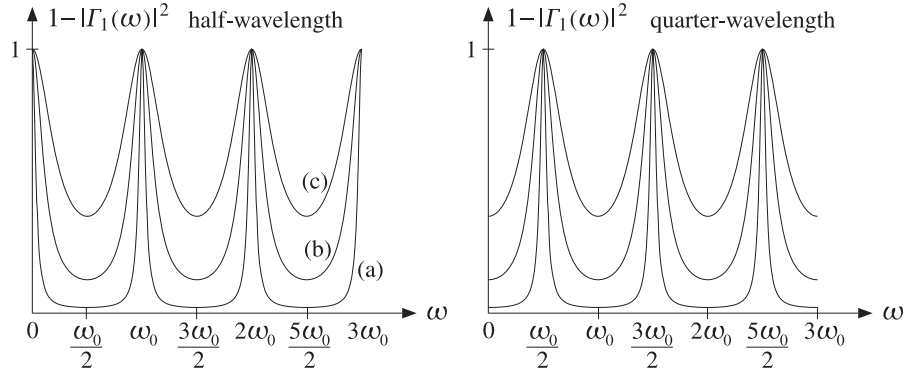 1−|Γ₁(ω)|² half-wavelength
1
(c)
(b)
(a)
0 ω₀/2 ω₀ 3ω₀/2 2ω₀ 5ω₀/2 3ω₀ ω
1−|Γ₁(ω)|² quarter-wavelength
1
0 ω₀/2 ω₀ 3ω₀/2 2ω₀ 5ω₀/2 3ω₀ ω